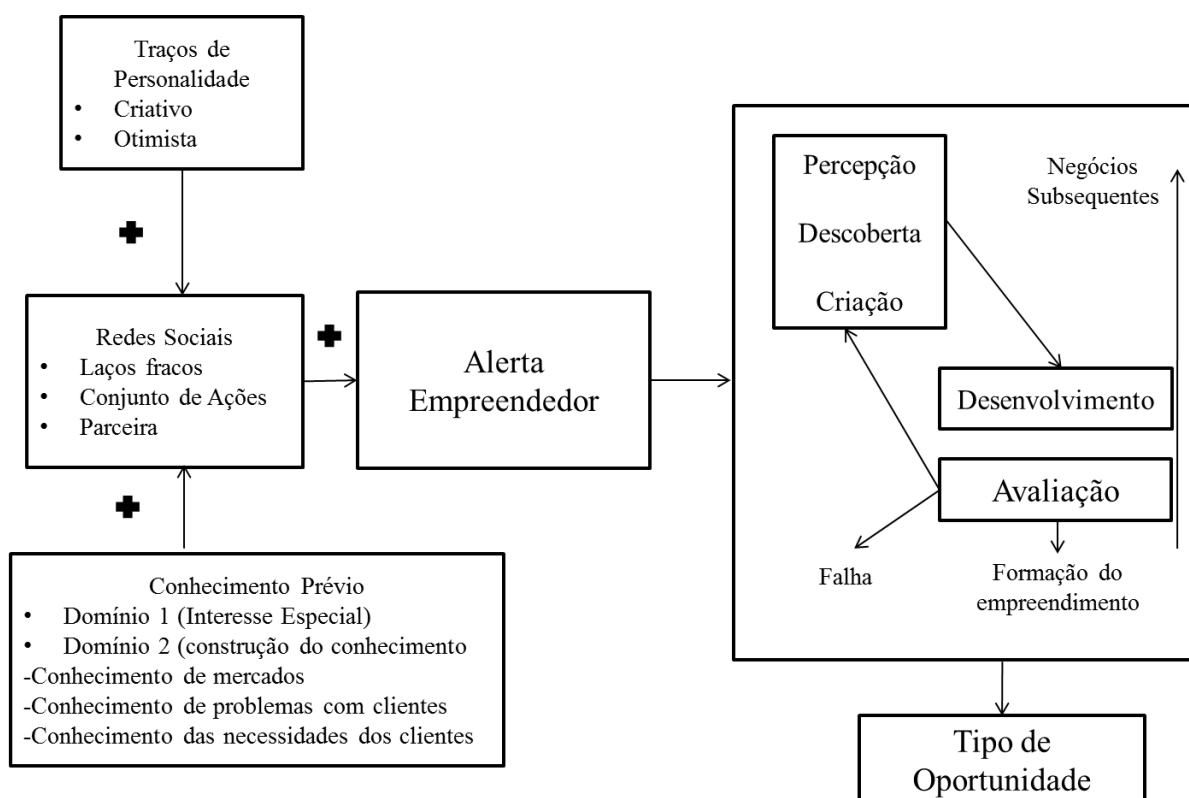 Traços de
Personalidade
• Criativo
• Otimista
Redes Sociais
• Laços fracos
• Conjunto de Ações
• Parceira
Conhecimento Prévio
• Domínio 1 (Interesse Especial)
• Domínio 2 (construção do conhecimento
-Conhecimento de mercados
-Conhecimento de problemas com clientes
-Conhecimento das necessidades dos clientes
Alerta
Empreendedor
Percepção
Descoberta
Criação
Negócios
Subsequentes
Desenvolvimento
Avaliação
Falha
Formação do
empreendimento
Tipo de
Oportunidade